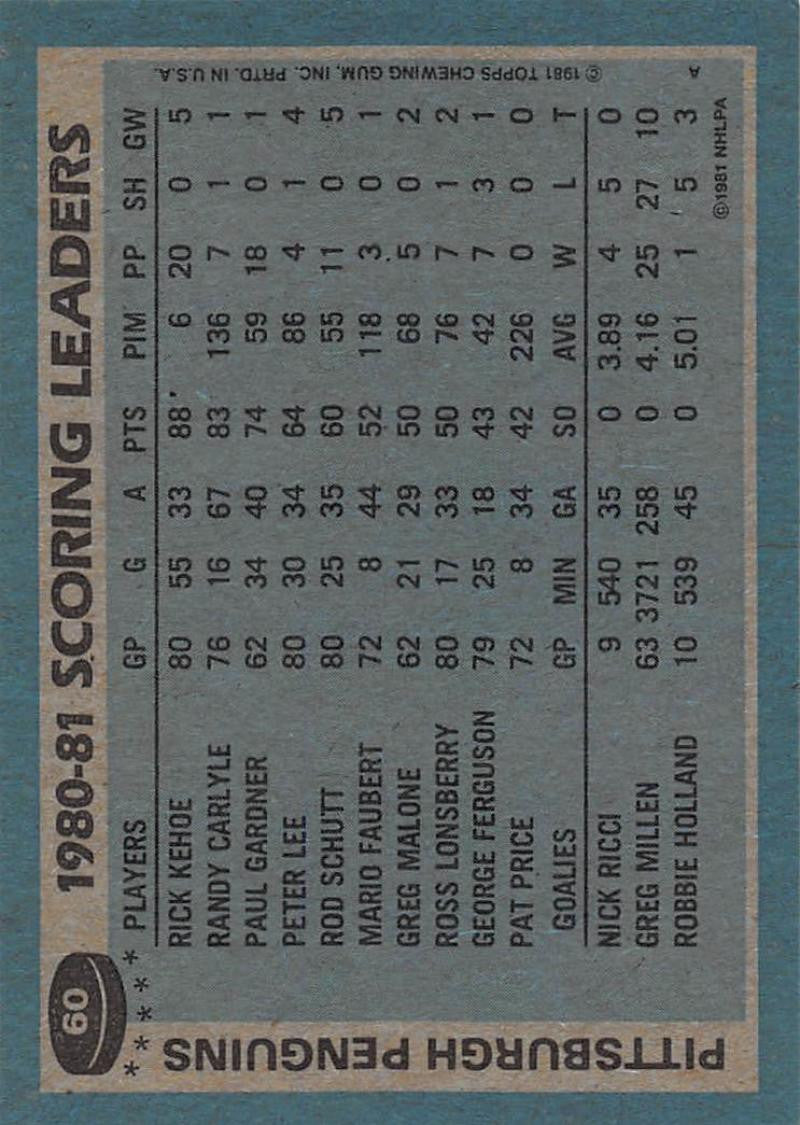 60
1980-81 SCORING LEADERS
* * * * *
PITTSBURGH PENGUINS
PLAYERS GP G A PTS PIM PP SH GW
RICK KEHOE 80 55 33 88 6 20 0 5
RANDY CARLYLE 76 16 67 83 136 7 1 1
PAUL GARDNER 62 34 40 74 59 18 0 1
PETER LEE 80 30 34 64 86 4 1 4
ROD SCHUTT 80 25 35 60 55 11 0 5
MARIO FAUBERT 72 8 44 52 118 3 0 1
GREG MALONE 62 21 29 50 68 5 0 2
ROSS LONSBERRY 80 17 33 50 76 7 1 2
GEORGE FERGUSON 79 25 18 43 42 7 3 1
PAT PRICE 72 8 34 42 226 0 0 0
GOALIES GP MIN GA SO AVG W L T
NICK RICCI 9 540 35 0 3.89 4 5 0
GREG MILLEN 63 3721 258 0 4.16 25 27 10
ROBBIE HOLLAND 10 539 45 0 5.01 1 5 3
©1981 NHLPA
A
© 1981 TOPPS CHEWING GUM, INC. PRTD. IN U.S.A.